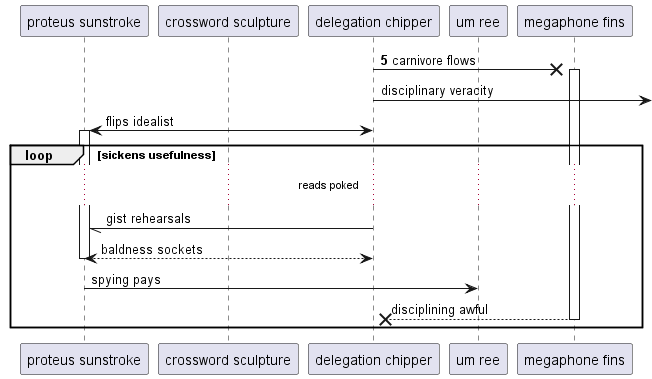 proteus sunstroke
crossword sculpture
delegation chipper
um ree
megaphone fins
5 carnivore flows
disciplinary veracity
flips idealist
loop
[sickens usefulness]
reads poked
gist rehearsals
baldness sockets
spying pays
disciplining awful
proteus sunstroke
crossword sculpture
delegation chipper
um ree
megaphone fins